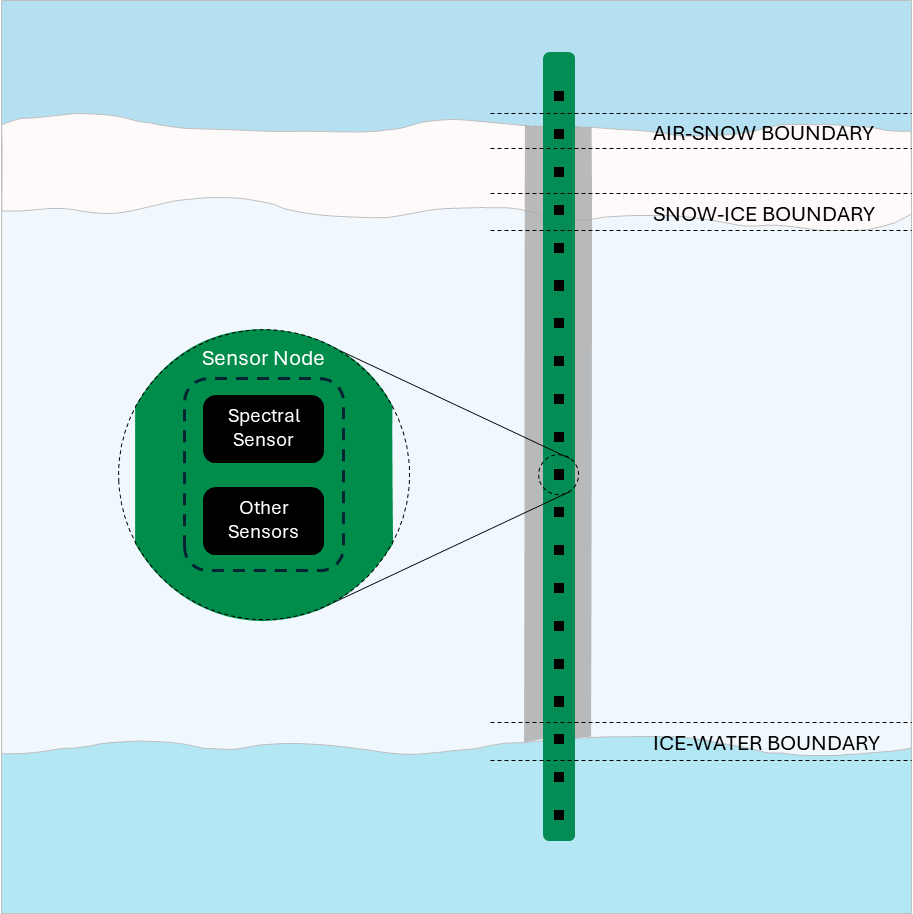 AIR-SNOW BOUNDARY
SNOW-ICE BOUNDARY
Sensor Node
Spectral
Sensor
Other
Sensors
ICE-WATER BOUNDARY